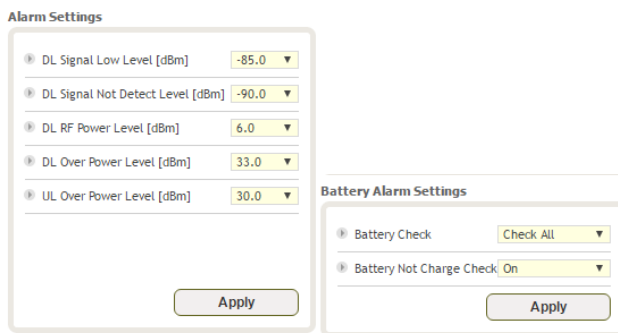 Alarm Settings
DL Signal Low Level [dBm] -85.0
DL Signal Not Detect Level [dBm] -90.0
DL RF Power Level [dBm] 6.0
DL Over Power Level [dBm] 33.0
UL Over Power Level [dBm] 30.0
Apply
Battery Alarm Settings
Battery Check Check All
Battery Not Charge Check On
Apply